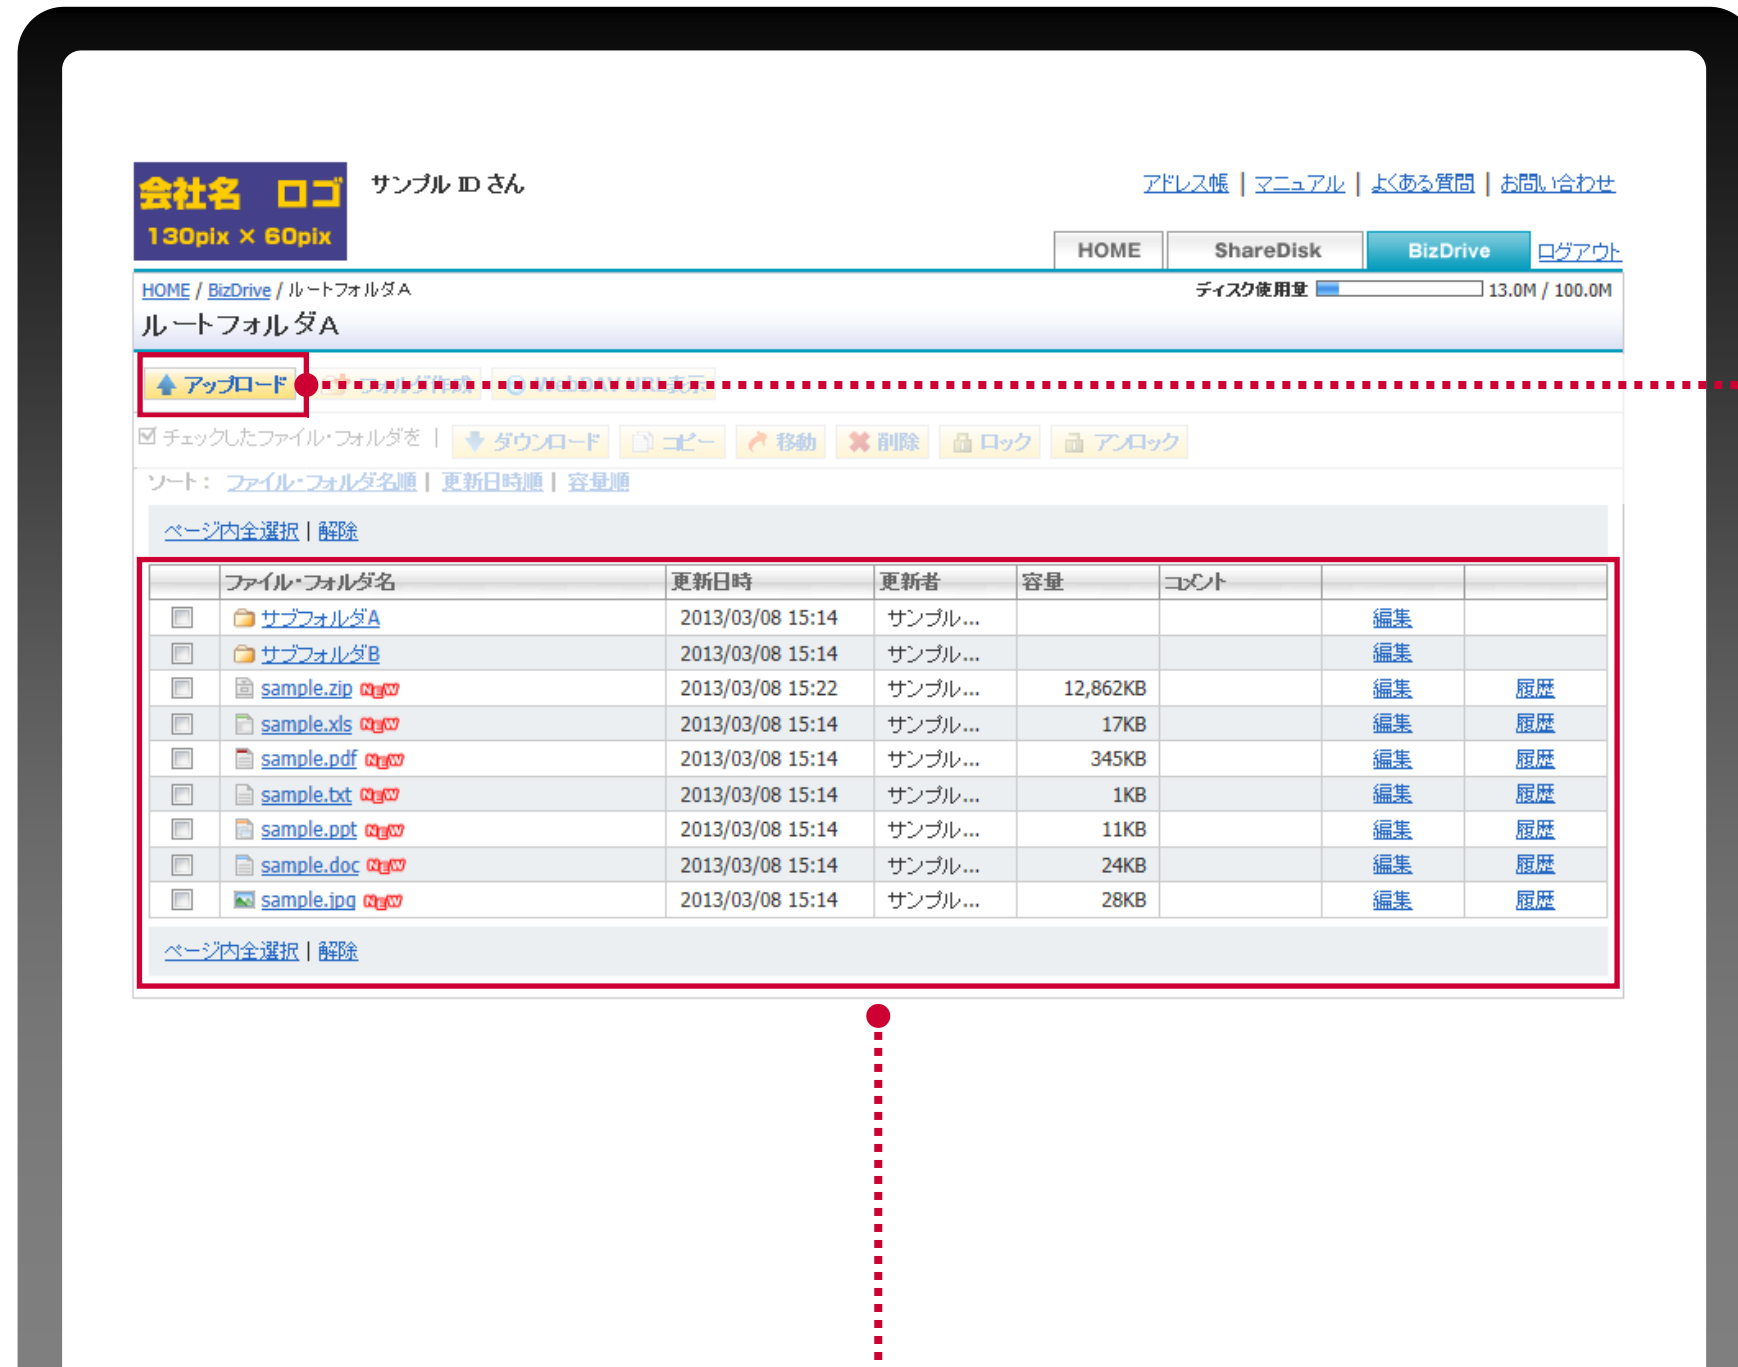 会社名　ロゴ
130pix × 60pix
サンプル ID さん
アドレス帳 | マニュアル | よくある質問 | お問い合わせ
HOME ShareDisk BizDrive ログアウト
HOME / BizDrive / ルートフォルダA
ディスク使用量 13.0M / 100.0M
ルートフォルダA
アップロード フォルダ作成 WebDAV URL表示
チェックしたファイル・フォルダを | ダウンロード コピー 移動 削除 ロック アンロック
ソート： ファイル・フォルダ名順 | 更新日時順 | 容量順
ページ内全選択 | 解除
ファイル・フォルダ名 更新日時 更新者 容量 コメント
サブフォルダA 2013/03/08 15:14 サンプル... 編集
サブフォルダB 2013/03/08 15:14 サンプル... 編集
sample.zip NEW 2013/03/08 15:22 サンプル... 12,862KB 編集 履歴
sample.xls NEW 2013/03/08 15:14 サンプル... 17KB 編集 履歴
sample.pdf NEW 2013/03/08 15:14 サンプル... 345KB 編集 履歴
sample.txt NEW 2013/03/08 15:14 サンプル... 1KB 編集 履歴
sample.ppt NEW 2013/03/08 15:14 サンプル... 11KB 編集 履歴
sample.doc NEW 2013/03/08 15:14 サンプル... 24KB 編集 履歴
sample.jpg NEW 2013/03/08 15:14 サンプル... 28KB 編集 履歴
ページ内全選択 | 解除